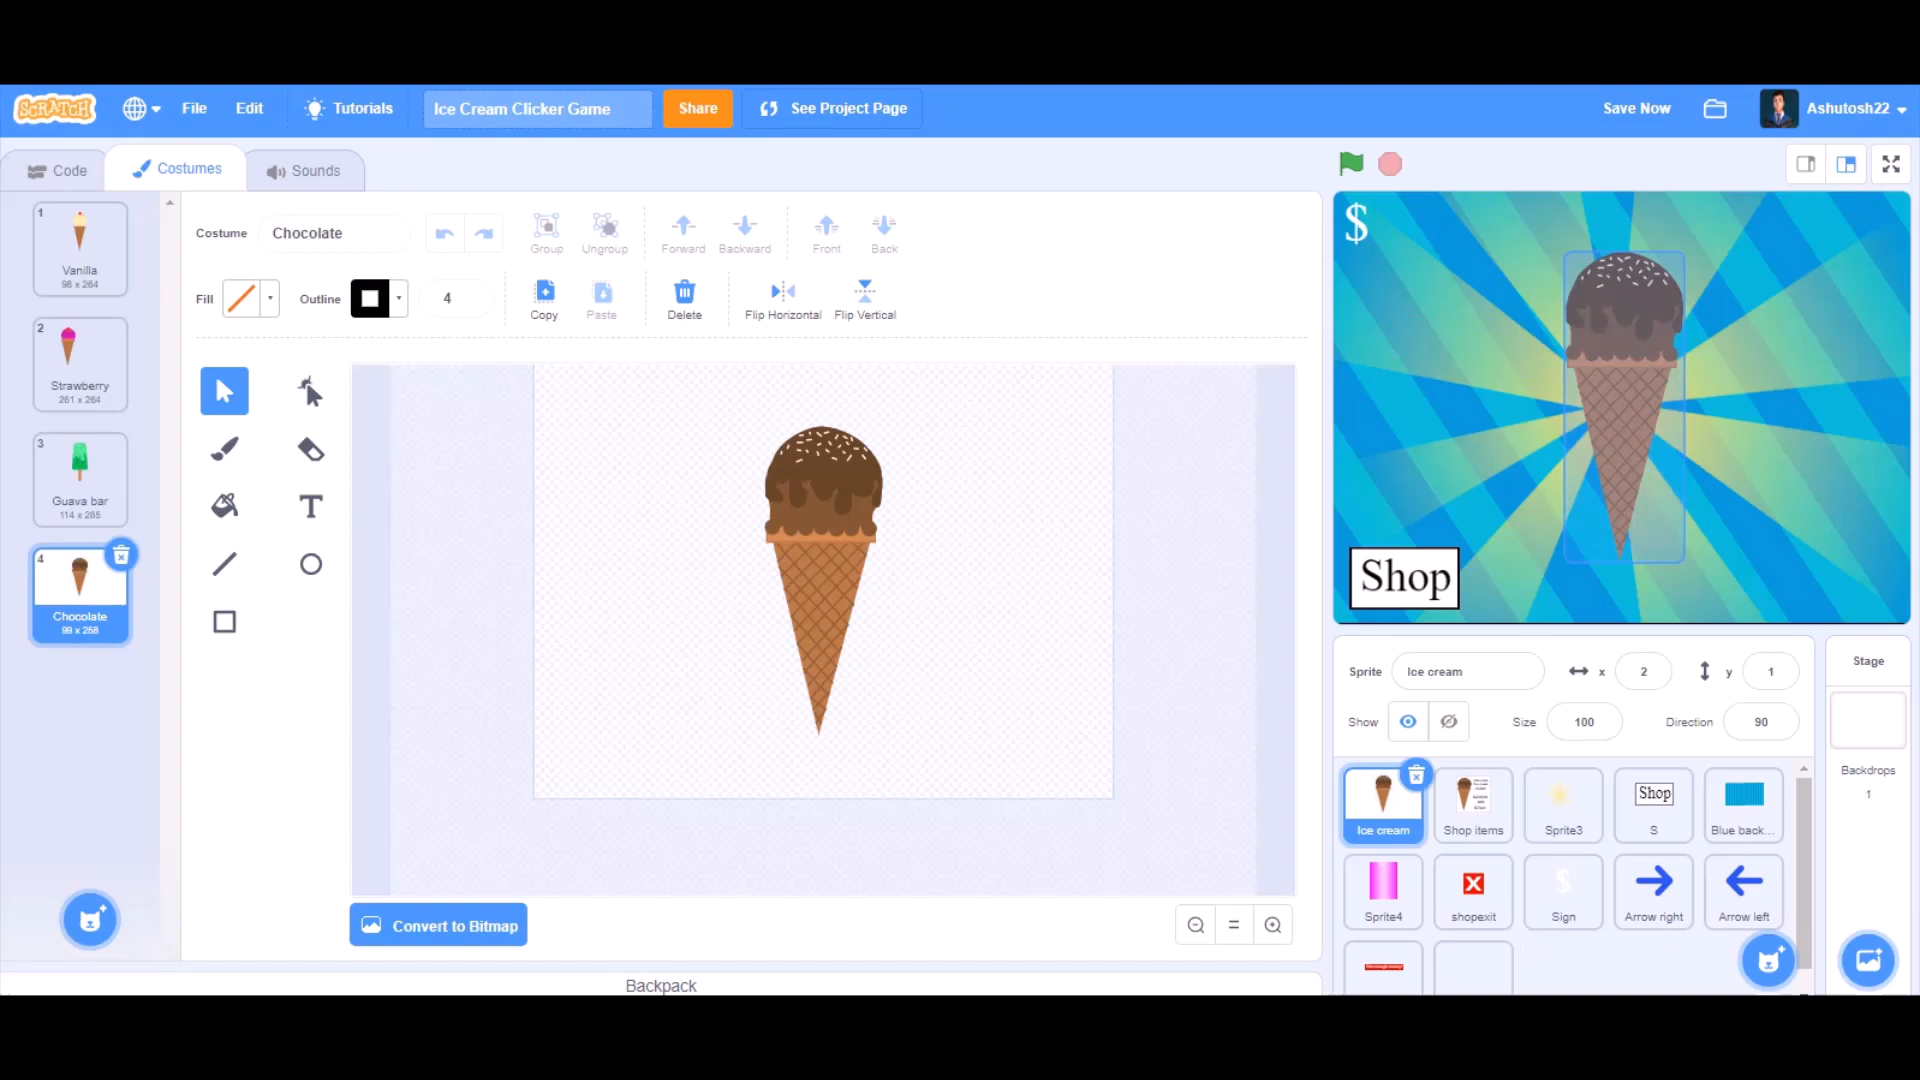 SCRATCH
File
Edit
Tutorials
Ice Cream Clicker Game
Share
See Project Page
Save Now
Ashutosh22
Code
Costumes
Sounds
1
Vanilla
98 x 264
2
Strawberry
261 x 264
3
Guava bar
114 x 265
4
Chocolate
99 x 258
Costume
Chocolate
Group
Ungroup
Forward
Backward
Front
Back
Fill
Outline
4
Copy
Paste
Delete
Flip Horizontal
Flip Vertical
T
Convert to Bitmap
Backpack
$
Shop
Sprite
Ice cream
x
2
y
1
Show
Size
100
Direction
90
Stage
Backdrops
1
Ice cream
Shop items
Sprite3
Shop
S
Blue back...
Sprite4
shopexit
$
Sign
Arrow right
Arrow left